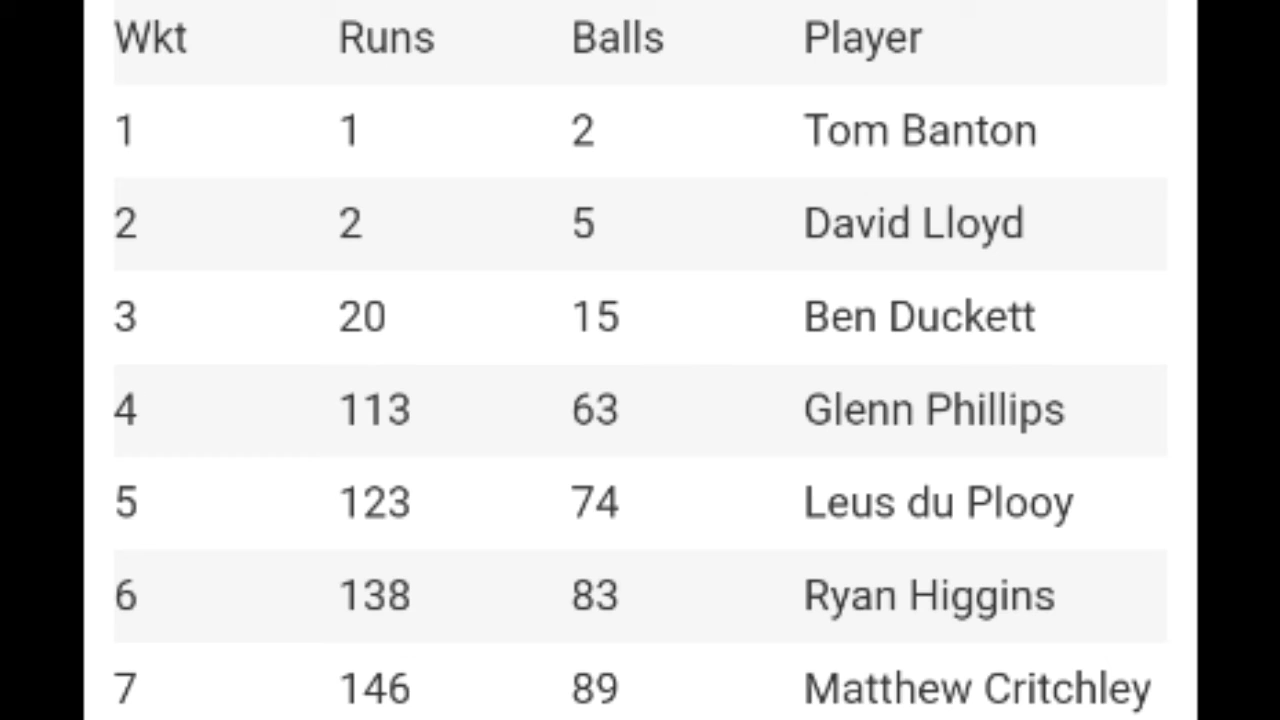 Wkt Runs Balls Player
1 1 2 Tom Banton
2 2 5 David Lloyd
3 20 15 Ben Duckett
4 113 63 Glenn Phillips
5 123 74 Leus du Plooy
6 138 83 Ryan Higgins
7 146 89 Matthew Critchley